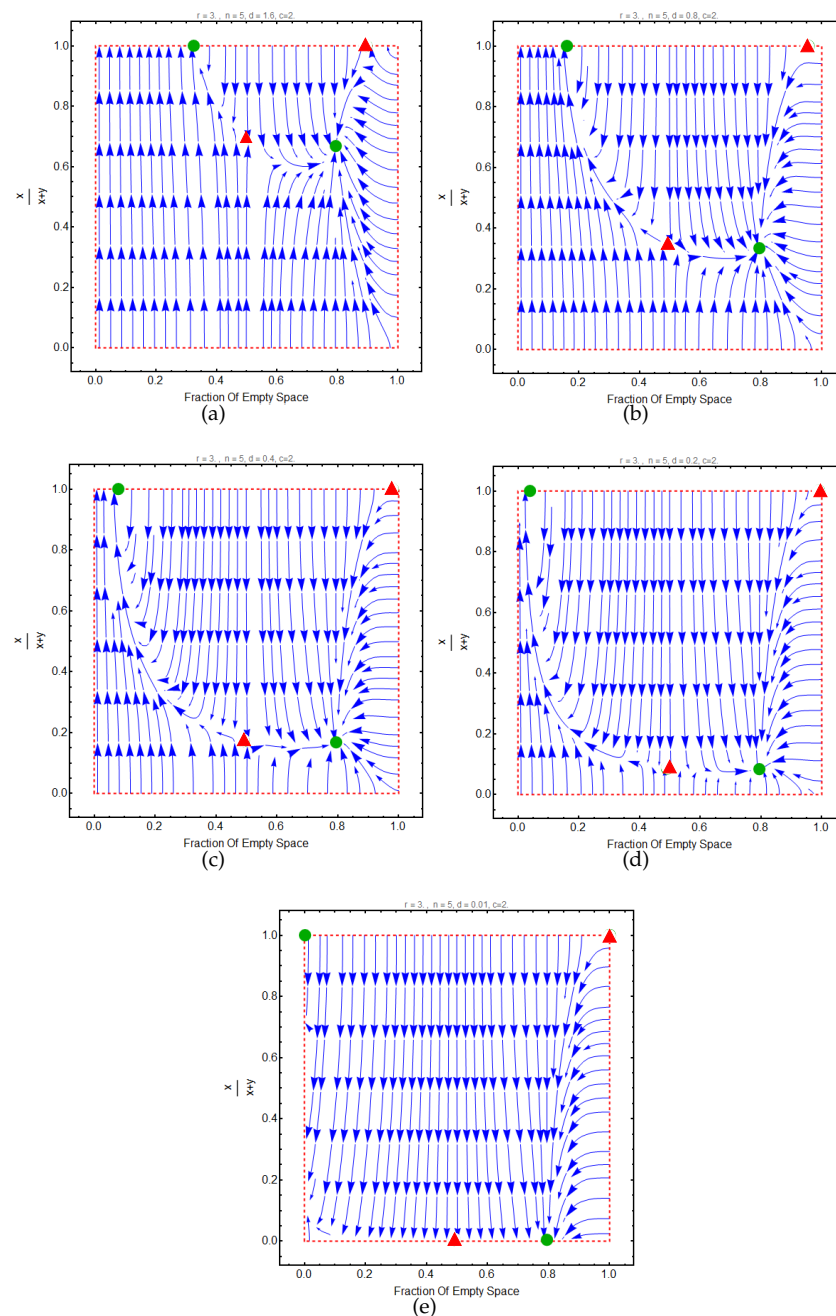 r = 3. , n = 5, d = 1.6, c=2.
1.0
0.8
0.6
0.4
0.2
0.0
x
x+y
0.0 0.2 0.4 0.6 0.8 1.0
Fraction Of Empty Space
(a)
r = 3. , n = 5, d = 0.8, c=2.
1.0
0.8
0.6
0.4
0.2
0.0
x
x+y
0.0 0.2 0.4 0.6 0.8 1.0
Fraction Of Empty Space
(b)
r = 3. , n = 5, d = 0.4, c=2.
1.0
0.8
0.6
0.4
0.2
0.0
x
x+y
0.0 0.2 0.4 0.6 0.8 1.0
Fraction Of Empty Space
(c)
r = 3. , n = 5, d = 0.2, c=2.
1.0
0.8
0.6
0.4
0.2
0.0
x
x+y
0.0 0.2 0.4 0.6 0.8 1.0
Fraction Of Empty Space
(d)
r = 3. , n = 5, d = 0.01, c=2.
1.0
0.8
0.6
0.4
0.2
0.0
x
x+y
0.0 0.2 0.4 0.6 0.8 1.0
Fraction Of Empty Space
(e)